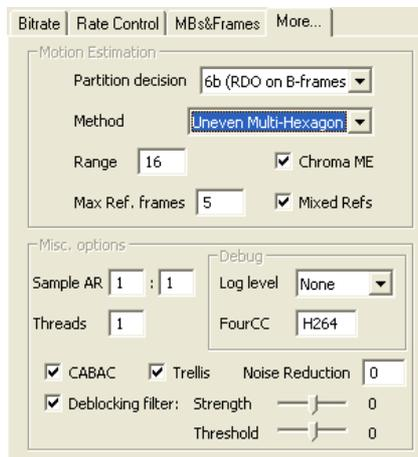 Bitrate Rate Control MBs&Frames More...
Motion Estimation
Partition decision 6b (RDO on B-frames
Method Uneven Multi-Hexagon
Range 16 Chroma ME
Max Ref. frames 5 Mixed Refs
Misc. options
Debug
Sample AR 1 : 1 Log level None
Threads 1 FourCC H264
CABAC Trellis Noise Reduction 0
Deblocking filter: Strength 0
Threshold 0